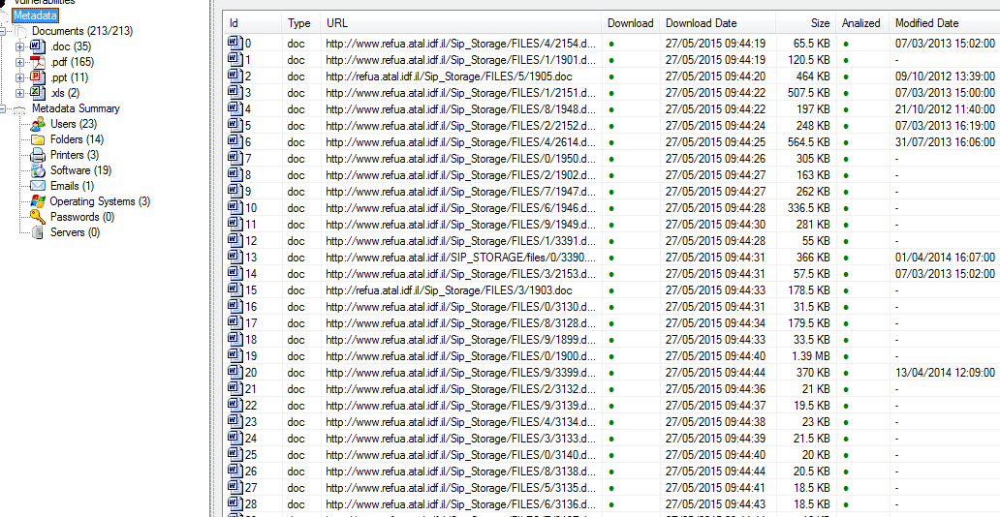 Vulnerabilities
Metadata
Documents (213/213)
.doc (35)
.pdf (165)
.ppt (11)
.xls (2)
Metadata Summary
Users (23)
Folders (14)
Printers (3)
Software (19)
Emails (1)
Operating Systems (3)
Passwords (0)
Servers (0)
Id Type URL Download Download Date Size Analized Modified Date
0 doc http://www.refua.atal.idf.il/Sip_Storage/FILES/4/2154.d... 27/05/2015 09:44:19 65.5 KB 07/03/2013 15:02:00
1 doc http://www.refua.atal.idf.il/Sip_Storage/FILES/1/1901.d... 27/05/2015 09:44:19 120.5 KB -
2 doc http://refua.atal.idf.il/Sip_Storage/FILES/5/1905.doc 27/05/2015 09:44:20 464 KB 09/10/2012 13:39:00
3 doc http://www.refua.atal.idf.il/Sip_Storage/FILES/1/2151.d... 27/05/2015 09:44:22 507.5 KB 07/03/2013 15:00:00
4 doc http://www.refua.atal.idf.il/Sip_Storage/FILES/8/1948.d... 27/05/2015 09:44:22 197 KB 21/10/2012 11:40:00
5 doc http://www.refua.atal.idf.il/Sip_Storage/FILES/2/2152.d... 27/05/2015 09:44:24 248 KB 07/03/2013 16:19:00
6 doc http://www.refua.atal.idf.il/Sip_Storage/FILES/4/2614.d... 27/05/2015 09:44:25 564.5 KB 31/07/2013 16:06:00
7 doc http://www.refua.atal.idf.il/Sip_Storage/FILES/0/1950.d... 27/05/2015 09:44:26 305 KB -
8 doc http://www.refua.atal.idf.il/Sip_Storage/FILES/2/1902.d... 27/05/2015 09:44:27 163 KB -
9 doc http://www.refua.atal.idf.il/Sip_Storage/FILES/7/1947.d... 27/05/2015 09:44:27 262 KB -
10 doc http://www.refua.atal.idf.il/Sip_Storage/FILES/6/1946.d... 27/05/2015 09:44:28 336.5 KB -
11 doc http://www.refua.atal.idf.il/Sip_Storage/FILES/9/1949.d... 27/05/2015 09:44:30 281 KB -
12 doc http://www.refua.atal.idf.il/Sip_Storage/FILES/1/3391.d... 27/05/2015 09:44:28 55 KB -
13 doc http://www.refua.atal.idf.il/SIP_STORAGE/files/0/3390.... 27/05/2015 09:44:31 366 KB 01/04/2014 16:07:00
14 doc http://www.refua.atal.idf.il/Sip_Storage/FILES/3/2153.d... 27/05/2015 09:44:31 57.5 KB 07/03/2013 15:02:00
15 doc http://refua.atal.idf.il/Sip_Storage/FILES/3/1903.doc 27/05/2015 09:44:33 178.5 KB -
16 doc http://www.refua.atal.idf.il/Sip_Storage/FILES/0/3130.d... 27/05/2015 09:44:31 31.5 KB -
17 doc http://www.refua.atal.idf.il/Sip_Storage/FILES/8/3128.d... 27/05/2015 09:44:34 179.5 KB -
18 doc http://www.refua.atal.idf.il/Sip_Storage/FILES/9/1899.d... 27/05/2015 09:44:33 33.5 KB -
19 doc http://www.refua.atal.idf.il/Sip_Storage/FILES/0/1900.d... 27/05/2015 09:44:40 1.39 MB -
20 doc http://www.refua.atal.idf.il/Sip_Storage/FILES/9/3399.d... 27/05/2015 09:44:44 370 KB 13/04/2014 12:09:00
21 doc http://www.refua.atal.idf.il/Sip_Storage/FILES/2/3132.d... 27/05/2015 09:44:36 21 KB -
22 doc http://www.refua.atal.idf.il/Sip_Storage/FILES/9/3139.d... 27/05/2015 09:44:37 19.5 KB -
23 doc http://www.refua.atal.idf.il/Sip_Storage/FILES/4/3134.d... 27/05/2015 09:44:38 23 KB -
24 doc http://www.refua.atal.idf.il/Sip_Storage/FILES/3/3133.d... 27/05/2015 09:44:39 21.5 KB -
25 doc http://www.refua.atal.idf.il/Sip_Storage/FILES/0/3140.d... 27/05/2015 09:44:40 20 KB -
26 doc http://www.refua.atal.idf.il/Sip_Storage/FILES/8/3138.d... 27/05/2015 09:44:44 20.5 KB -
27 doc http://www.refua.atal.idf.il/Sip_Storage/FILES/5/3135.d... 27/05/2015 09:44:41 18.5 KB -
28 doc http://www.refua.atal.idf.il/Sip_Storage/FILES/6/3136.d... 27/05/2015 09:44:43 18.5 KB -